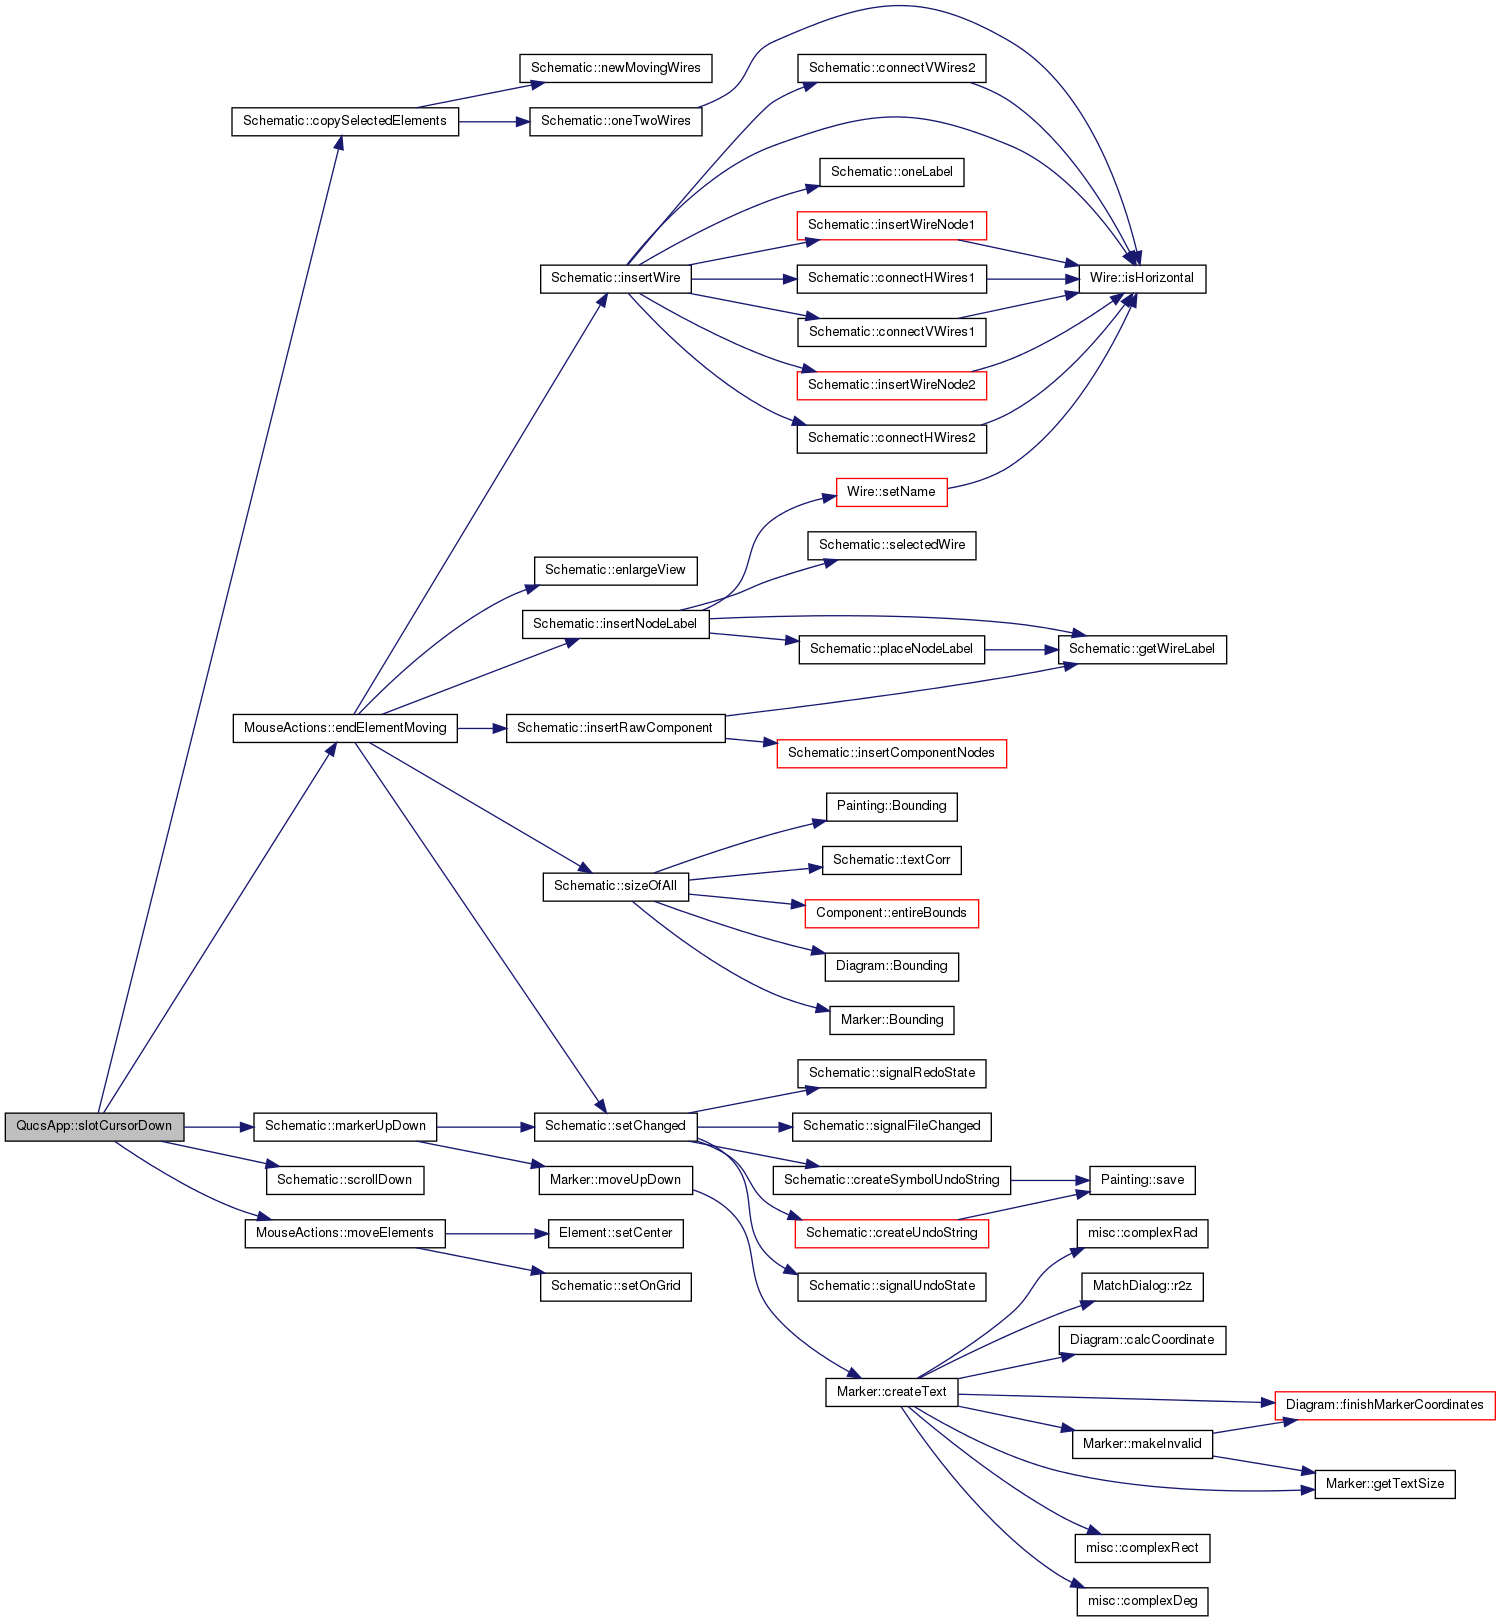 Schematic::newMovingWires
Schematic::connectVWires2
Schematic::copySelectedElements
Schematic::oneTwoWires
Schematic::oneLabel
Schematic::insertWireNode1
Schematic::insertWire
Schematic::connectHWires1
Wire::isHorizontal
Schematic::connectVWires1
Schematic::insertWireNode2
Schematic::connectHWires2
Wire::setName
Schematic::selectedWire
Schematic::enlargeView
Schematic::insertNodeLabel
Schematic::placeNodeLabel
Schematic::getWireLabel
MouseActions::endElementMoving
Schematic::insertRawComponent
Schematic::insertComponentNodes
Painting::Bounding
Schematic::textCorr
Schematic::sizeOfAll
Component::entireBounds
Diagram::Bounding
Marker::Bounding
Schematic::signalRedoState
QucsApp::slotCursorDown
Schematic::markerUpDown
Schematic::setChanged
Schematic::signalFileChanged
Schematic::scrollDown
Marker::moveUpDown
Schematic::createSymbolUndoString
Painting::save
MouseActions::moveElements
Element::setCenter
Schematic::createUndoString
misc::complexRad
Schematic::setOnGrid
Schematic::signalUndoState
MatchDialog::r2z
Diagram::calcCoordinate
Marker::createText
Diagram::finishMarkerCoordinates
Marker::makeInvalid
Marker::getTextSize
misc::complexRect
misc::complexDeg